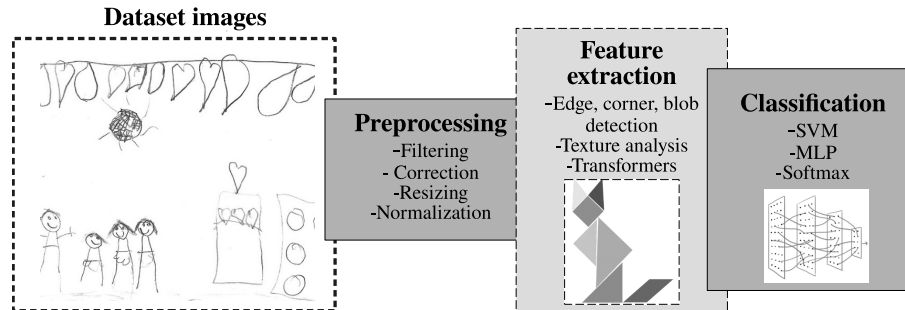 Dataset images
Preprocessing
-Filtering
- Correction
-Resizing
-Normalization
Feature
extraction
-Edge, corner, blob
detection
-Texture analysis
-Transformers
Classification
-SVM
-MLP
-Softmax